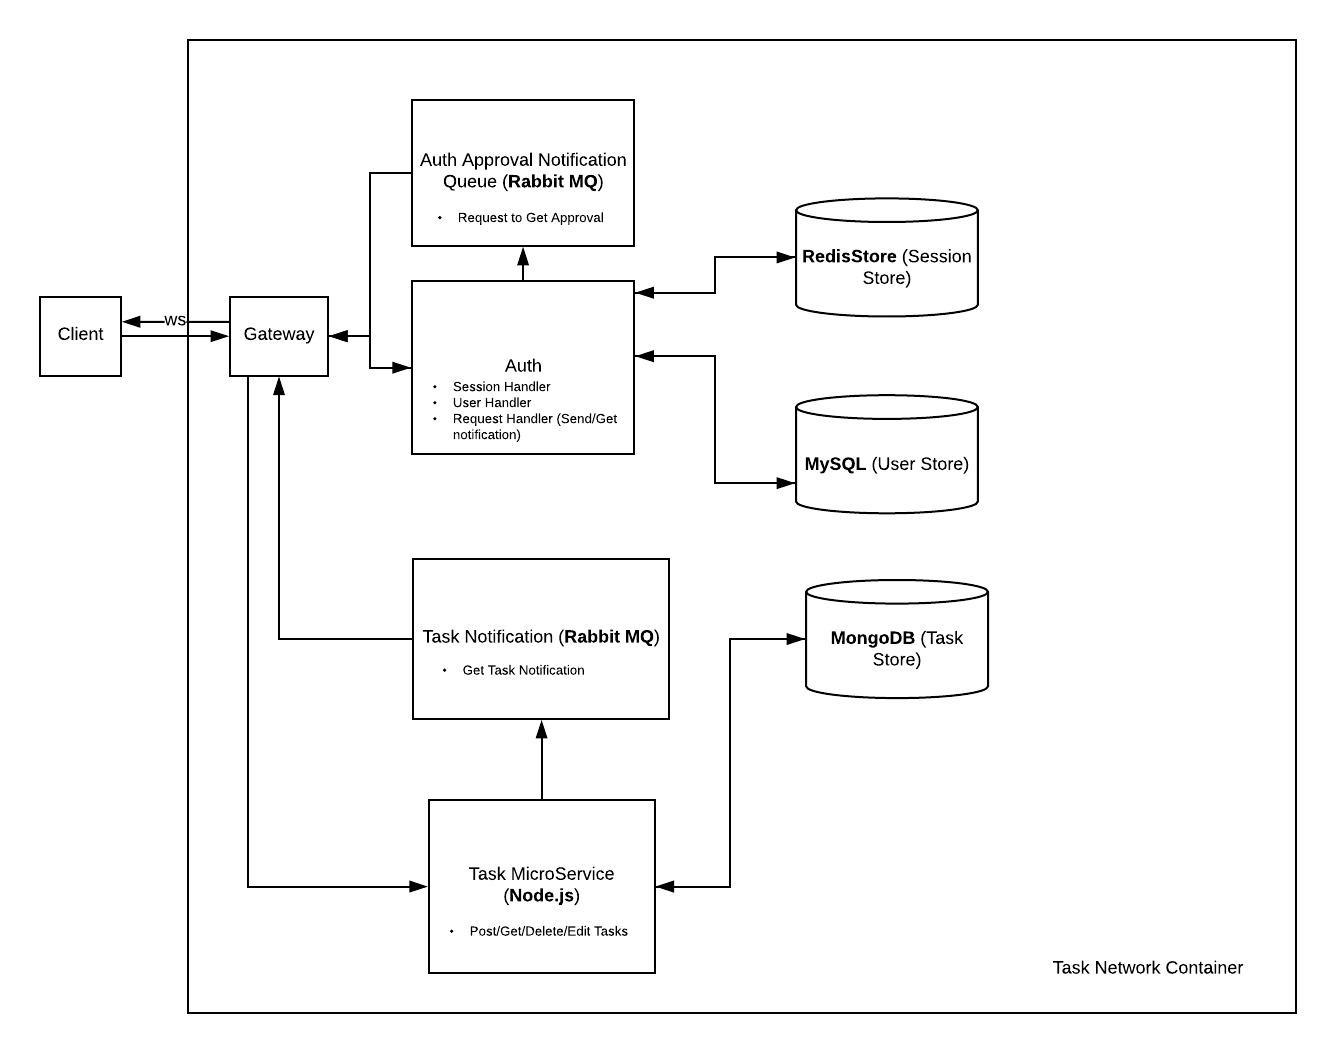 Auth Approval Notification
Queue (Rabbit MQ)
• Request to Get Approval
RedisStore (Session
Store)
Client
ws
Gateway
Auth
• Session Handler
• User Handler
• Request Handler (Send/Get
notification)
MySQL (User Store)
Task Notification (Rabbit MQ)
• Get Task Notification
MongoDB (Task
Store)
Task MicroService
(Node.js)
• Post/Get/Delete/Edit Tasks
Task Network Container